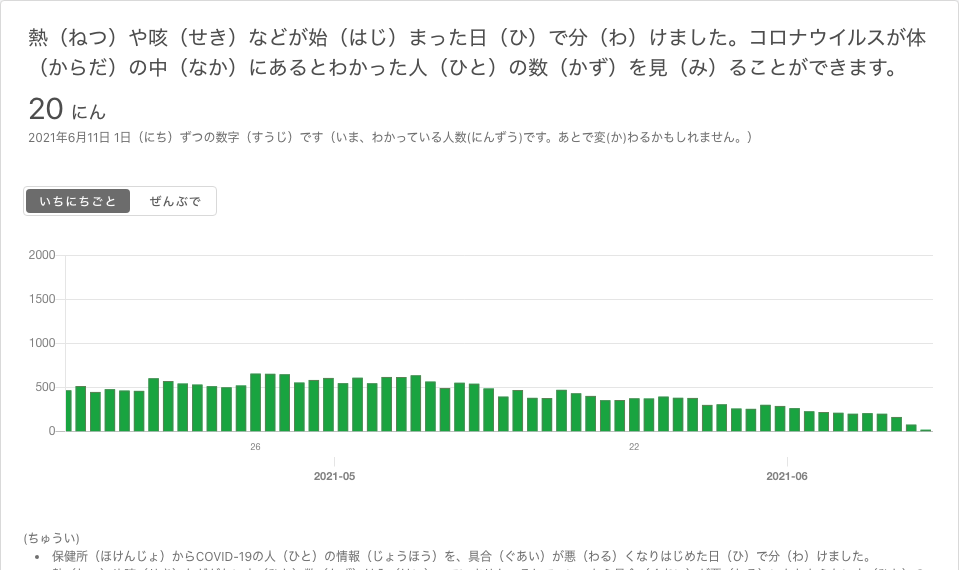 熱（ねつ）や咳（せき）などが始（はじ）まった日（ひ）で分（わ）けました。コロナウイルスが体
（からだ）の中（なか）にあるとわかった人（ひと）の数（かず）を見（み）ることができます。
20 にん
2021年6月11日 1日（にち）ずつの数字（すうじ）です（いま、わかっている人数(にんずう)です。あとで変(か)わるかもしれません。）
いちにちごと ぜんぶで
2000
1500
1000
500
0
26 22
2021-05 2021-06
(ちゅうい)
• 保健所（ほけんじょ）からCOVID-19の人（ひと）の情報（じょうほう）を、具合（ぐあい）が悪（わる）くなりはじめた日（ひ）で分（わ）けました。